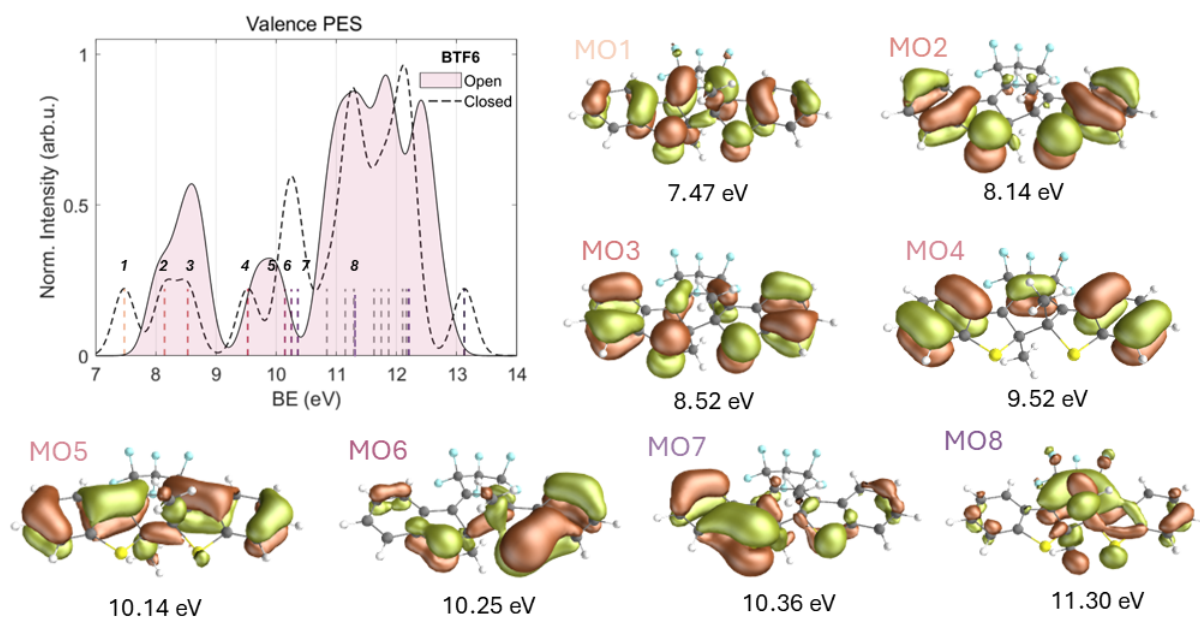 Valence PES
Norm. Intensity (arb.u.)
1
0.5
0
BTF6
Open
Closed
1
2
3
4
5
6
7
8
7
8
9
10
11
12
13
14
BE (eV)
MO1
7.47 eV
MO2
8.14 eV
MO3
8.52 eV
MO4
9.52 eV
MO5
10.14 eV
MO6
10.25 eV
MO7
10.36 eV
MO8
11.30 eV